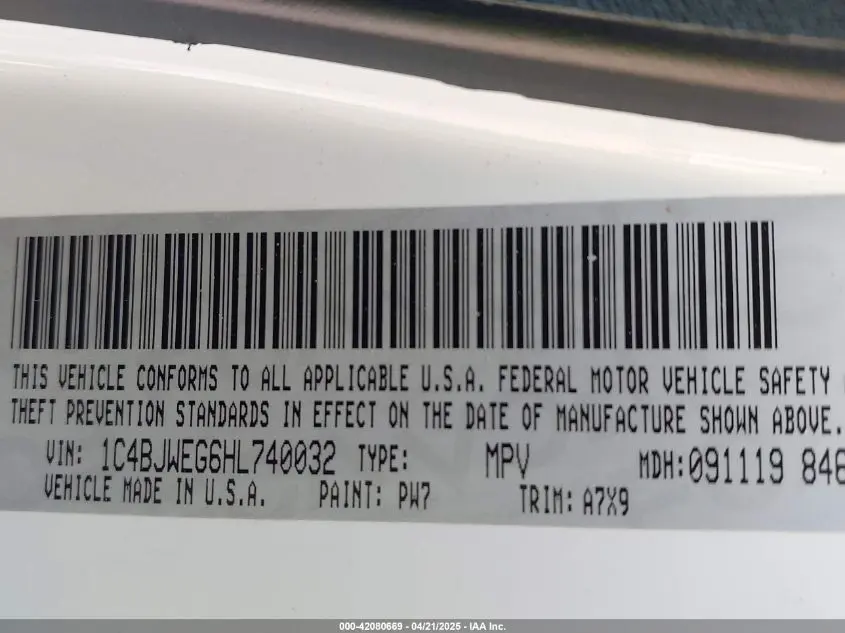 THIS VEHICLE CONFORMS TO ALL APPLICABLE U.S.A. FEDERAL MOTOR VEHICLE SAFETY
THEFT PREVENTION STANDARDS IN EFFECT ON THE DATE OF MANUFACTURE SHOWN ABOVE.
VIN: 1C4BJWEG6HL740032 TYPE: MPV MDH:091119 846
VEHICLE MADE IN U.S.A. PAINT: PW7 TRIM: A7X9
000-42080669 - 04/21/2025 - IAA Inc.